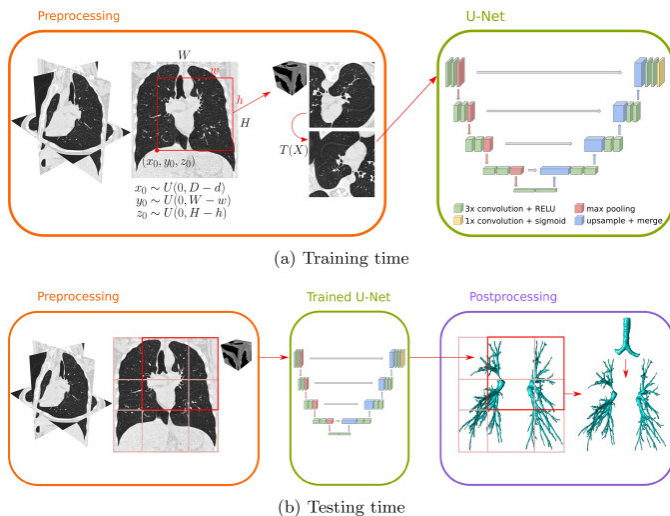 Preprocessing
U-Net
W
w
h
H
T(X)
(x₀, y₀, z₀)
x₀ ∼ U(0, D − d)
y₀ ∼ U(0, W − w)
z₀ ∼ U(0, H − h)
3x convolution + RELU
max pooling
1x convolution + sigmoid
upsample + merge
(a) Training time
Preprocessing
Trained U-Net
Postprocessing
(b) Testing time